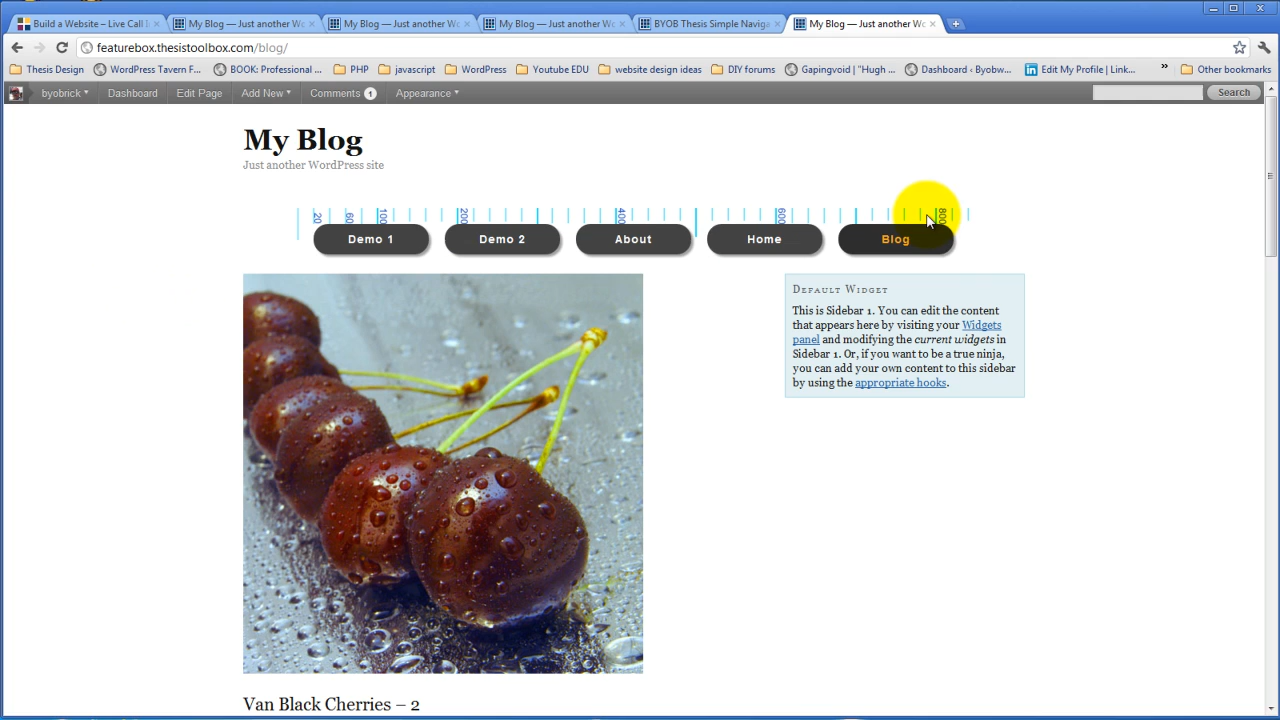 Build a Website – Live Call I
My Blog — Just another Wo
My Blog — Just another Wo
My Blog — Just another Wo
BYOB Thesis Simple Naviga
My Blog — Just another Wo
featurebox.thesistoolbox.com/blog/
Thesis Design
WordPress Tavern F...
BOOK: Professional ...
PHP
javascript
WordPress
Youtube EDU
website design ideas
DIY forums
Gapingvoid | "Hugh ...
Dashboard ‹ Byobw...
Edit My Profile | Link...
Other bookmarks
byobrick
Dashboard
Edit Page
Add New
Comments 1
Appearance
Search
My Blog
Just another WordPress site
20 60 100 200 400 600 800
Demo 1
Demo 2
About
Home
Blog
Default Widget
This is Sidebar 1. You can edit the content
that appears here by visiting your Widgets
panel and modifying the current widgets in
Sidebar 1. Or, if you want to be a true ninja,
you can add your own content to this sidebar
by using the appropriate hooks.
Van Black Cherries – 2